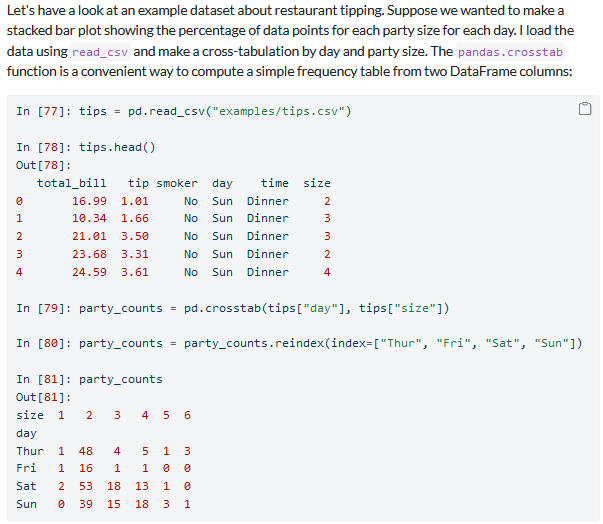 Let's have a look at an example dataset about restaurant tipping. Suppose we wanted to make a
stacked bar plot showing the percentage of data points for each party size for each day. I load the
data using read_csv and make a cross-tabulation by day and party size. The pandas.crosstab
function is a convenient way to compute a simple frequency table from two DataFrame columns:
In [77]: tips = pd.read_csv("examples/tips.csv")
In [78]: tips.head()
Out[78]:
total_bill tip smoker day time size
0 16.99 1.01 No Sun Dinner 2
1 10.34 1.66 No Sun Dinner 3
2 21.01 3.50 No Sun Dinner 3
3 23.68 3.31 No Sun Dinner 2
4 24.59 3.61 No Sun Dinner 4
In [79]: party_counts = pd.crosstab(tips["day"], tips["size"])
In [80]: party_counts = party_counts.reindex(index=["Thur", "Fri", "Sat", "Sun"])
In [81]: party_counts
Out[81]:
size 1 2 3 4 5 6
day
Thur 1 48 4 5 1 3
Fri 1 16 1 1 0 0
Sat 2 53 18 13 1 0
Sun 0 39 15 18 3 1